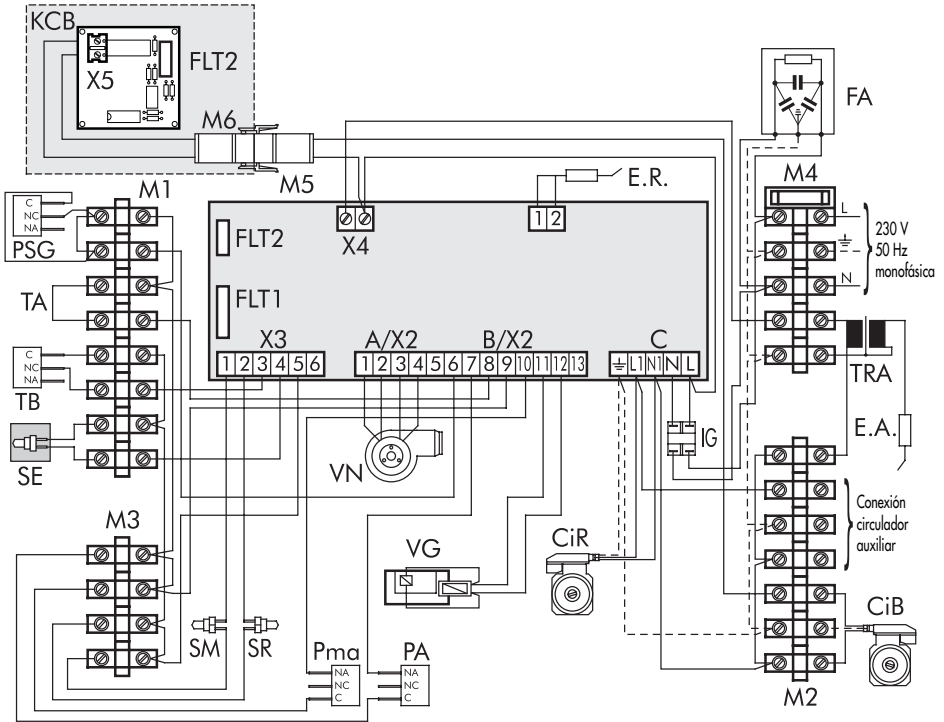 KCB
X5
FLT2
M6
M5
FA
E.R.
M4
M1
C
NC
NA
PSG
TA
C
NC
NA
TB
SE
1 2
X4
FLT2
FLT1
X3
A/X2
B/X2
C
1 2 3 4 5 6
1 2 3 4 5 6 7 8 9 10 11 12 13
L1 N1 N L
L
N
230 V
50 Hz
monofásica
TRA
E.A.
IG
VN
M3
VG
CiR
Conexión
circulador
auxiliar
CiB
SM
SR
Pma
NA
NC
C
PA
NA
NC
C
M2